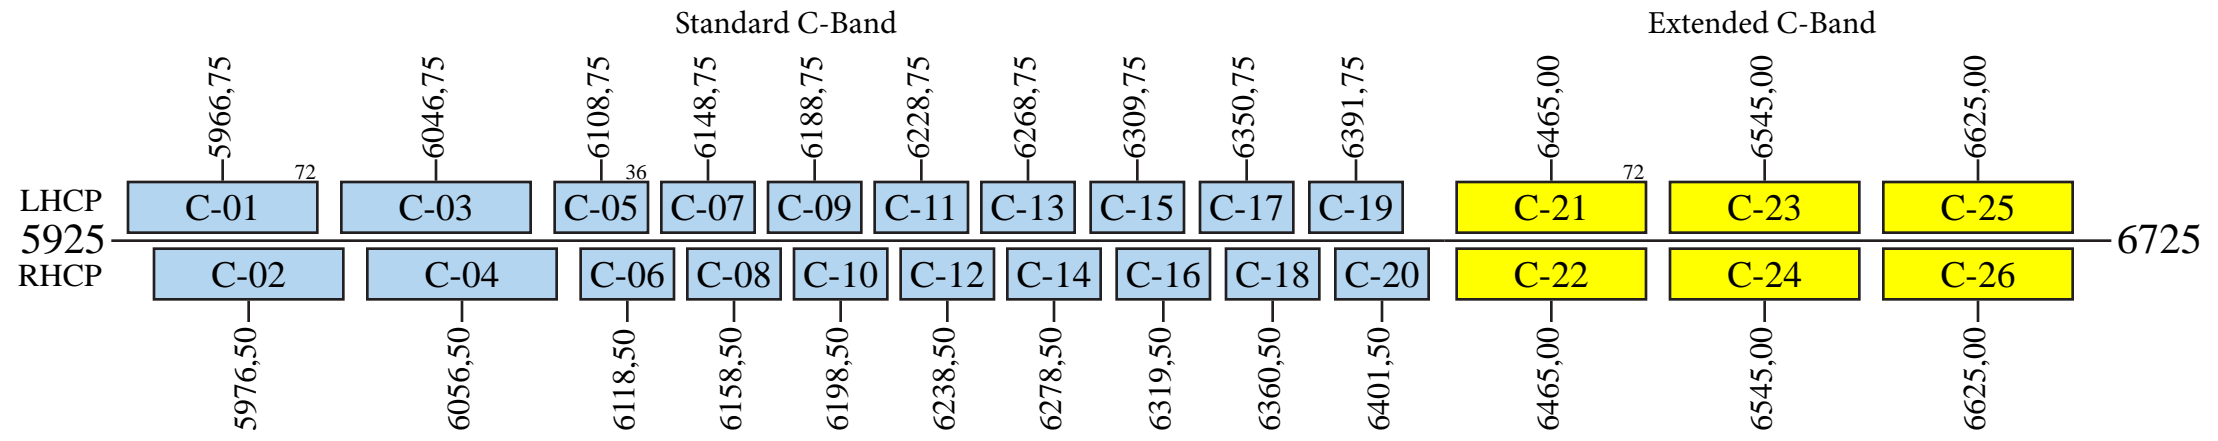 Standard C-Band Extended C-Band
5966,75 6046,75 6108,75 6148,75 6188,75 6228,75 6268,75 6309,75 6350,75 6391,75 6465,00 6545,00 6625,00
72 36 72
LHCP C-01 C-03 C-05 C-07 C-09 C-11 C-13 C-15 C-17 C-19 C-21 C-23 C-25
5925 6725
RHCP C-02 C-04 C-06 C-08 C-10 C-12 C-14 C-16 C-18 C-20 C-22 C-24 C-26
5976,50 6056,50 6118,50 6158,50 6198,50 6238,50 6278,50 6319,50 6360,50 6401,50 6465,00 6545,00 6625,00